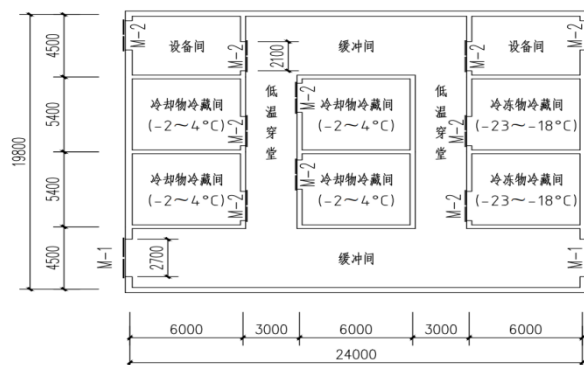 4500
M-2
设备间
M-2
2100
缓冲间
M-2
设备间
19800
5400
冷却物冷藏间
(-2～4°C)
M-2
低温穿堂
M-2
冷却物冷藏间
(-2～4°C)
低温穿堂
M-2
冷冻物冷藏间
(-23～-18°C)
5400
冷却物冷藏间
(-2～4°C)
M-2
M-2
冷却物冷藏间
(-2～4°C)
M-2
冷冻物冷藏间
(-23～-18°C)
4500
M-1
2700
缓冲间
M-1
6000
3000
6000
3000
6000
24000